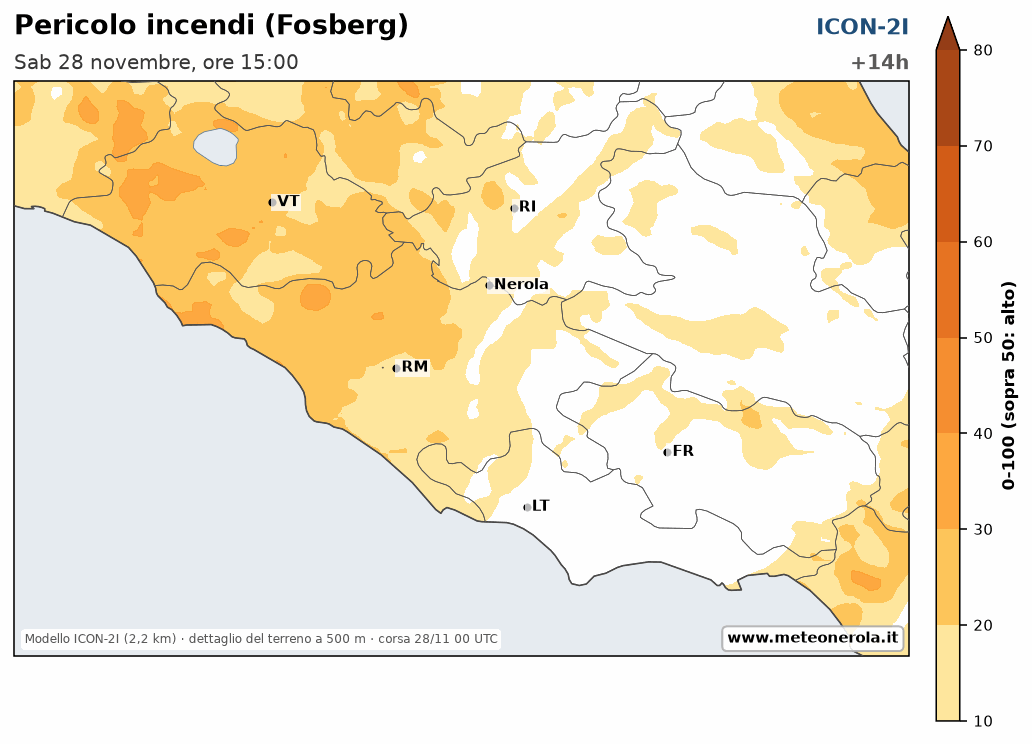 Pericolo incendi (Fosberg)
ICON-2I
Sab 28 novembre, ore 15:00
+14h
VT
RI
Nerola
RM
FR
LT
Modello ICON-2I (2,2 km) · dettaglio del terreno a 500 m · corsa 28/11 00 UTC
www.meteonerola.it
80
70
60
50
40
30
20
10
0-100 (sopra 50: alto)